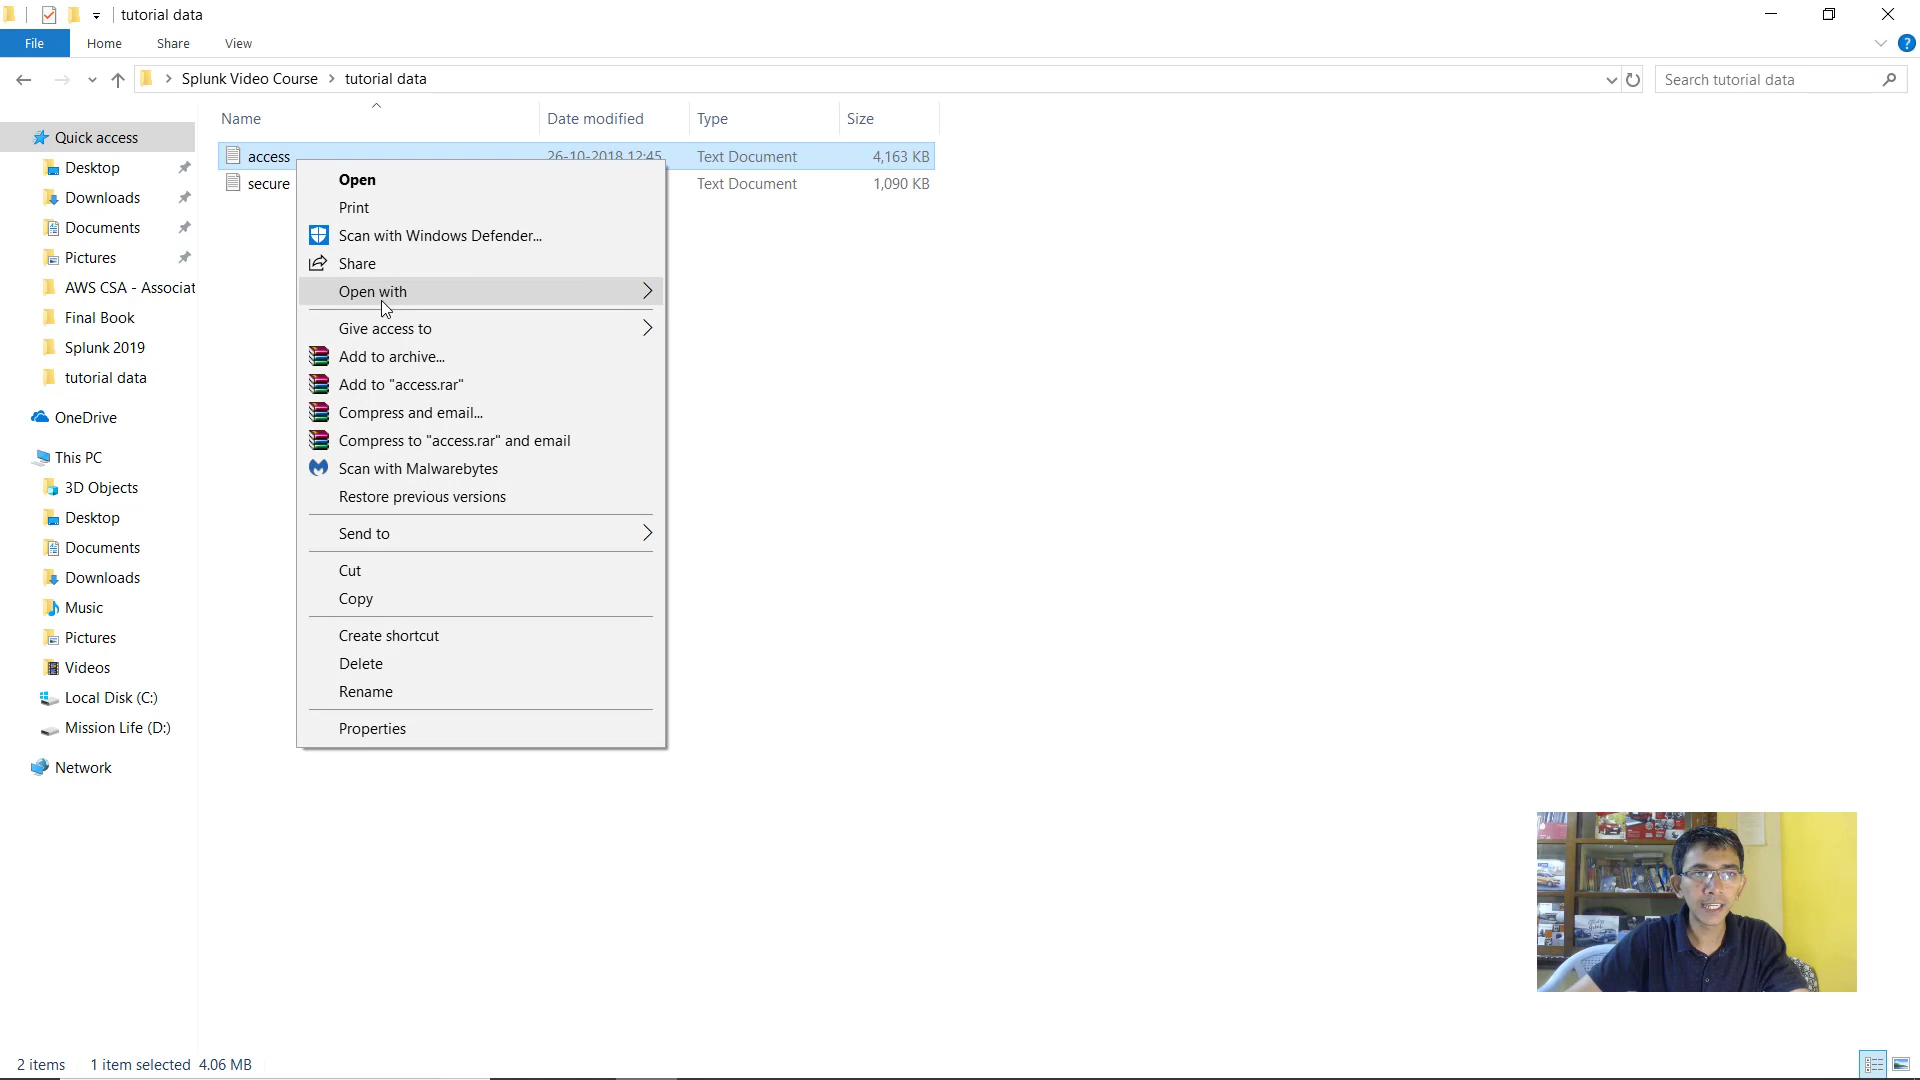 tutorial data
File Home Share View
Splunk Video Course tutorial data
Search tutorial data
Name Date modified Type Size
access 26-10-2018 12:45 Text Document 4,163 KB
secure Text Document 1,090 KB
Quick access
Desktop
Downloads
Documents
Pictures
AWS CSA - Associat
Final Book
Splunk 2019
tutorial data
OneDrive
This PC
3D Objects
Desktop
Documents
Downloads
Music
Pictures
Videos
Local Disk (C:)
Mission Life (D:)
Network
Open
Print
Scan with Windows Defender...
Share
Open with
Give access to
Add to archive...
Add to "access.rar"
Compress and email...
Compress to "access.rar" and email
Scan with Malwarebytes
Restore previous versions
Send to
Cut
Copy
Create shortcut
Delete
Rename
Properties
2 items 1 item selected 4.06 MB